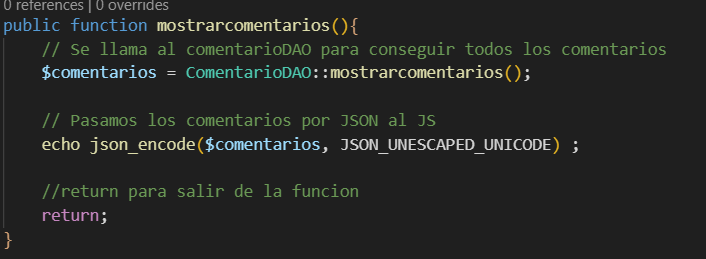 0 references | 0 overrides
public function mostrarcomentarios(){
// Se llama al comentarioDAO para conseguir todos los comentarios
$comentarios = ComentarioDAO::mostrarcomentarios();
// Pasamos los comentarios por JSON al JS
echo json_encode($comentarios, JSON_UNESCAPED_UNICODE) ;
//return para salir de la funcion
return;
}